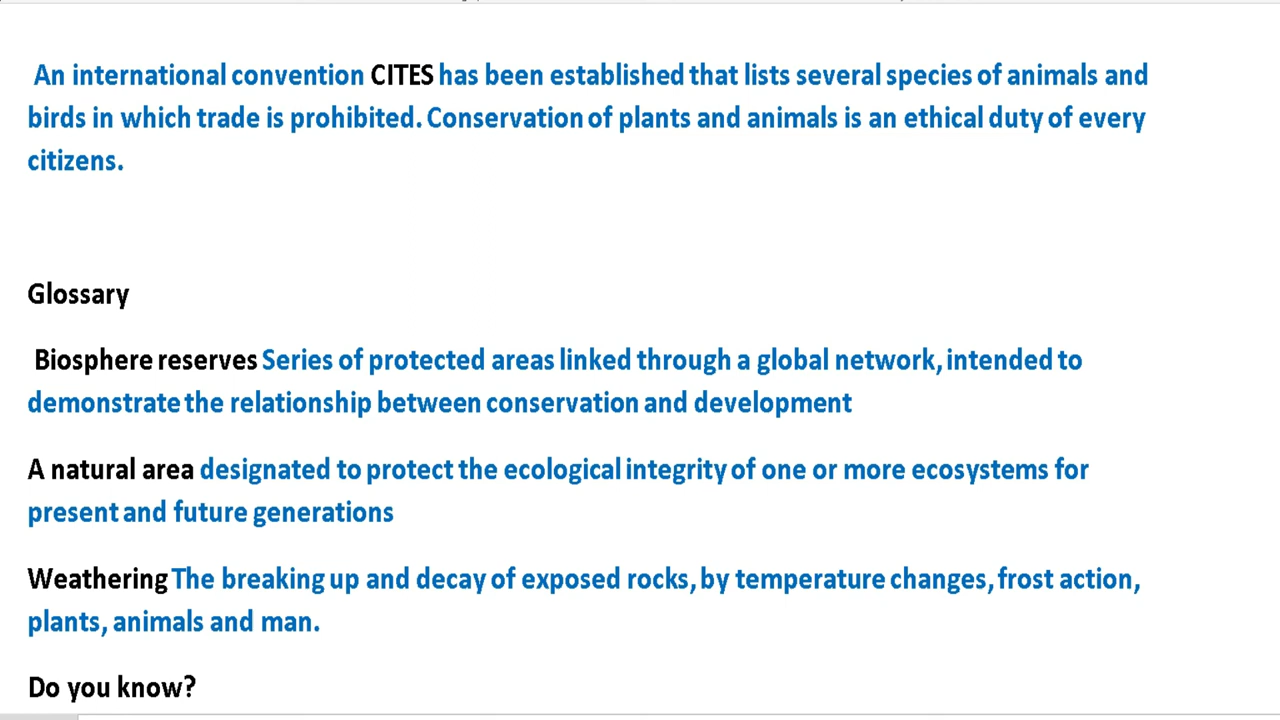 An international convention CITES has been established that lists several species of animals and
birds in which trade is prohibited. Conservation of plants and animals is an ethical duty of every
citizens.
Glossary
Biosphere reserves Series of protected areas linked through a global network, intended to
demonstrate the relationship between conservation and development
A natural area designated to protect the ecological integrity of one or more ecosystems for
present and future generations
Weathering The breaking up and decay of exposed rocks, by temperature changes, frost action,
plants, animals and man.
Do you know?